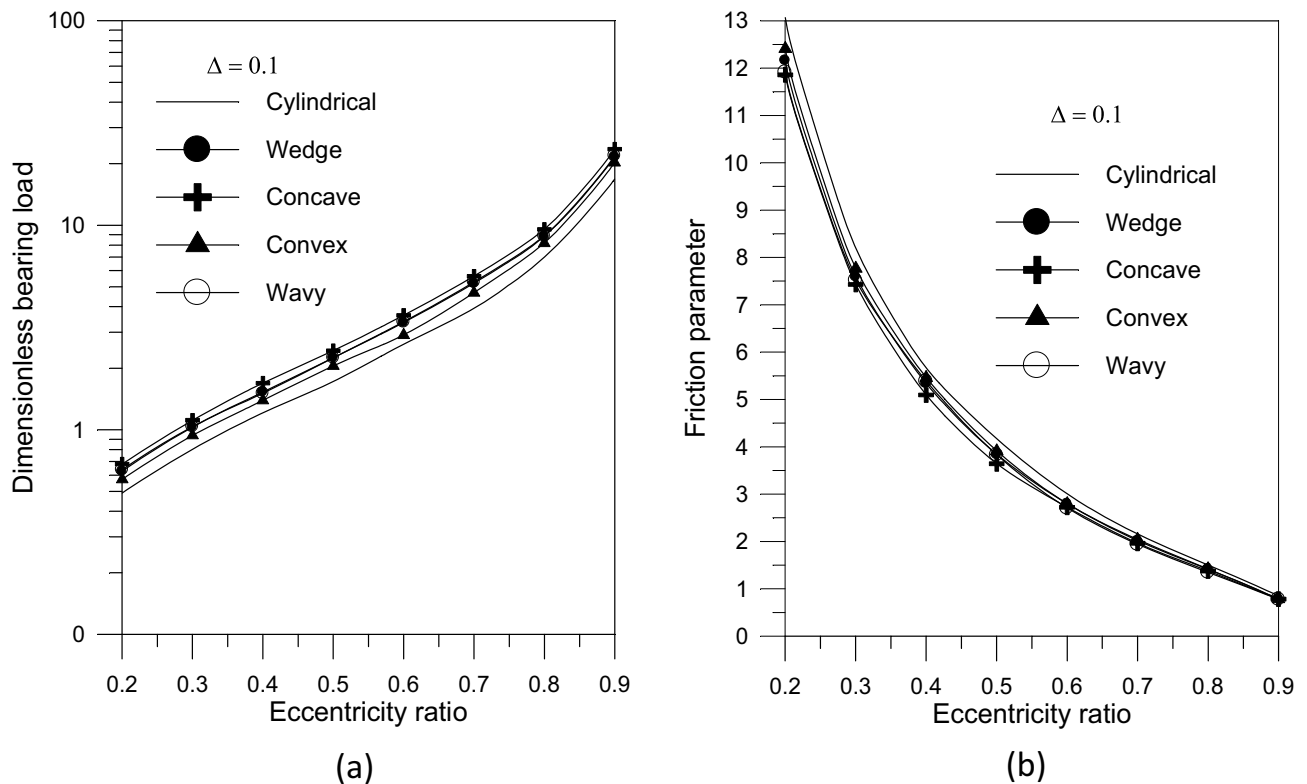 100
10
1
0
Dimensionless bearing load
Δ = 0.1
Cylindrical
Wedge
Concave
Convex
Wavy
0.2 0.3 0.4 0.5 0.6 0.7 0.8 0.9
Eccentricity ratio
(a)
13
12
11
10
9
8
7
6
5
4
3
2
1
0
Friction parameter
Δ = 0.1
Cylindrical
Wedge
Concave
Convex
Wavy
0.2 0.3 0.4 0.5 0.6 0.7 0.8 0.9
Eccentricity ratio
(b)